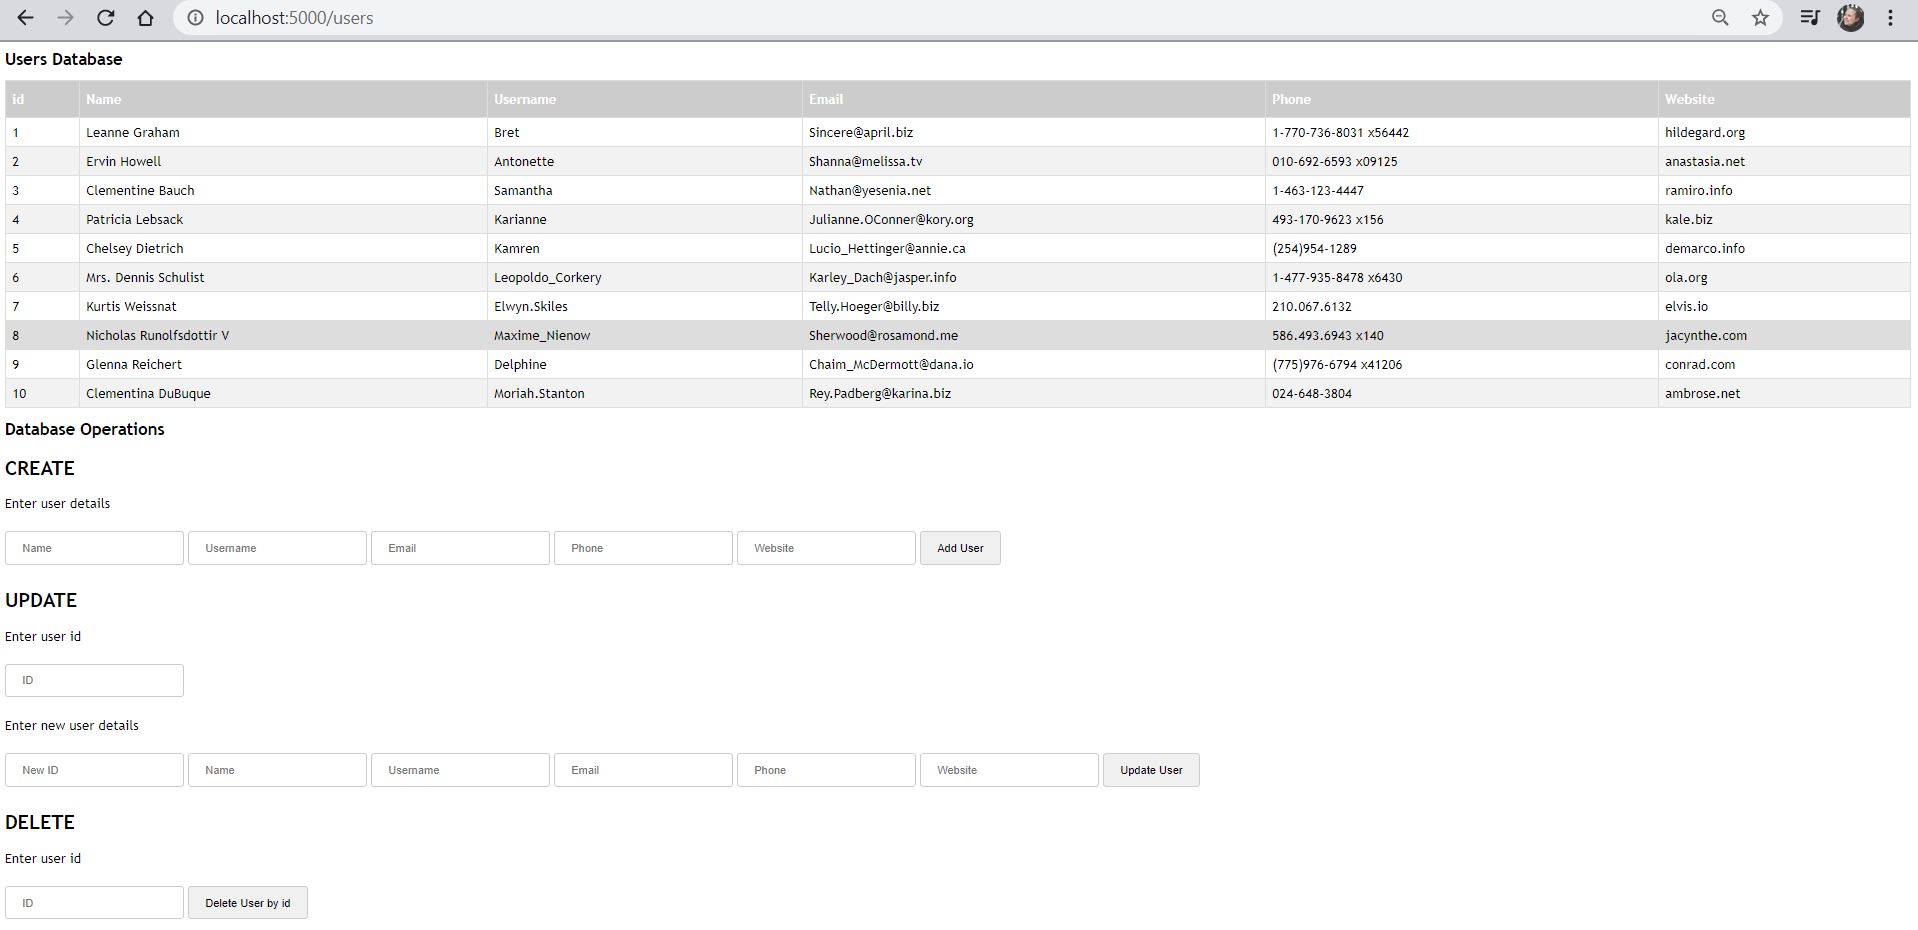 localhost:5000/users
Users Database
id Name Username Email Phone Website
1 Leanne Graham Bret Sincere@april.biz 1-770-736-8031 x56442 hildegard.org
2 Ervin Howell Antonette Shanna@melissa.tv 010-692-6593 x09125 anastasia.net
3 Clementine Bauch Samantha Nathan@yesenia.net 1-463-123-4447 ramiro.info
4 Patricia Lebsack Karianne Julianne.OConner@kory.org 493-170-9623 x156 kale.biz
5 Chelsey Dietrich Kamren Lucio_Hettinger@annie.ca (254)954-1289 demarco.info
6 Mrs. Dennis Schulist Leopoldo_Corkery Karley_Dach@jasper.info 1-477-935-8478 x6430 ola.org
7 Kurtis Weissnat Elwyn.Skiles Telly.Hoeger@billy.biz 210.067.6132 elvis.io
8 Nicholas Runolfsdottir V Maxime_Nienow Sherwood@rosamond.me 586.493.6943 x140 jacynthe.com
9 Glenna Reichert Delphine Chaim_McDermott@dana.io (775)976-6794 x41206 conrad.com
10 Clementina DuBuque Moriah.Stanton Rey.Padberg@karina.biz 024-648-3804 ambrose.net
Database Operations
CREATE
Enter user details
Name Username Email Phone Website Add User
UPDATE
Enter user id
ID
Enter new user details
New ID Name Username Email Phone Website Update User
DELETE
Enter user id
ID Delete User by id